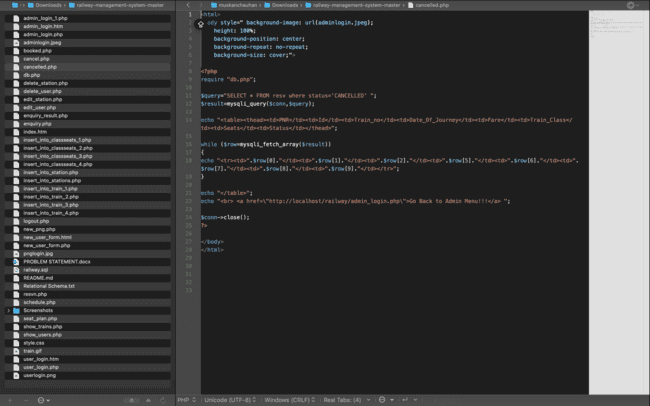 Downloads
railway-management-system-master
muskanchauhan
Downloads
railway-management-system-master
cancelled.php
admin_login_1.php
admin_login.htm
admin_login.php
adminlogin.jpeg
booked.php
cancel.php
cancelled.php
db.php
delete_station.php
delete_user.php
edit_station.php
edit_user.php
enquiry_result.php
enquiry.php
index.htm
insert_into_classseats_1.php
insert_into_classseats_2.php
insert_into_classseats_3.php
insert_into_classseats_4.php
insert_into_station.php
insert_into_stations.php
insert_into_train_1.php
insert_into_train_2.php
insert_into_train_3.php
insert_into_train_4.php
logout.php
new_png.php
new_user_form.html
new_user_form.php
pnglogin.jpg
PROBLEM STATEMENT.docs
railway.sql
README.md
Relational Schema.txt
resvn.php
schedule.php
Screenshots
seat_plan.php
show_trains.php
show_users.php
style.css
train.gif
user_login.htm
user_login.php
userlogin.png
1 <html>
ody style=" background-image: url(adminlogin.jpeg);
height: 100%;
background-position: center;
background-repeat: no-repeat;
background-size: cover;">
<?php
require "db.php";
$query="SELECT * FROM resv where status='CANCELLED' ";
$result=mysqli_query($conn,$query);
echo "<table><thead><td>PNR</td><td>Id</td><td>Train_no</td><td>Date_Of_Journey</td><td>Fare</td><td>Train_Class</
td><td>Seats</td><td>Status</td></thead>";
while ($row=mysqli_fetch_array($result))
{
echo "<tr><td>",$row[0],"</td><td>",$row[1],"</td><td>",$row[2],"</td><td>",$row[5],"</td><td>",$row[6],"</td><td>",
$row[7],"</td><td>",$row[8],"</td><td>",$row[9],"</td></tr>";
}
echo "</table>";
echo "<br> <a href=\"http://localhost/railway/admin_login.php\">Go Back to Admin Menu!!!</a> ";
$conn->close();
?>
</body>
</html>
PHP
Unicode (UTF-8)
Windows (CRLF)
Real Tabs: (4)